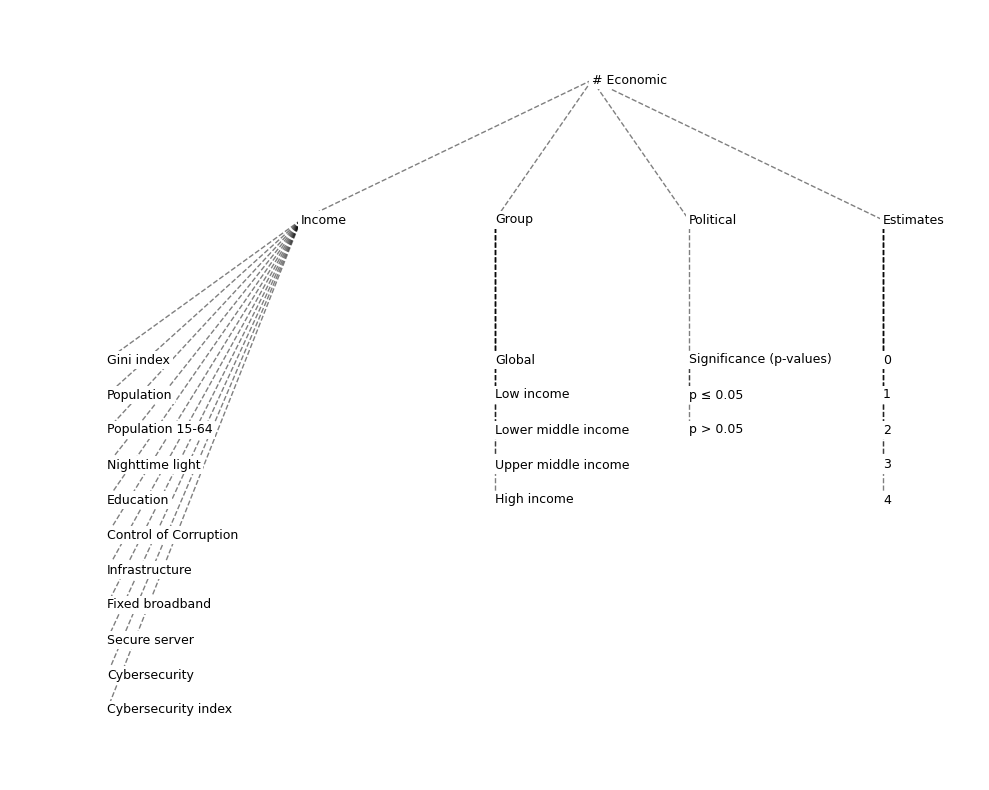 # Economic
Income
Group
Political
Estimates
Gini index
Population
Population 15-64
Nighttime light
Education
Control of Corruption
Infrastructure
Fixed broadband
Secure server
Cybersecurity
Cybersecurity index
Global
Low income
Lower middle income
Upper middle income
High income
Significance (p-values)
p ≤ 0.05
p > 0.05
0
1
2
3
4